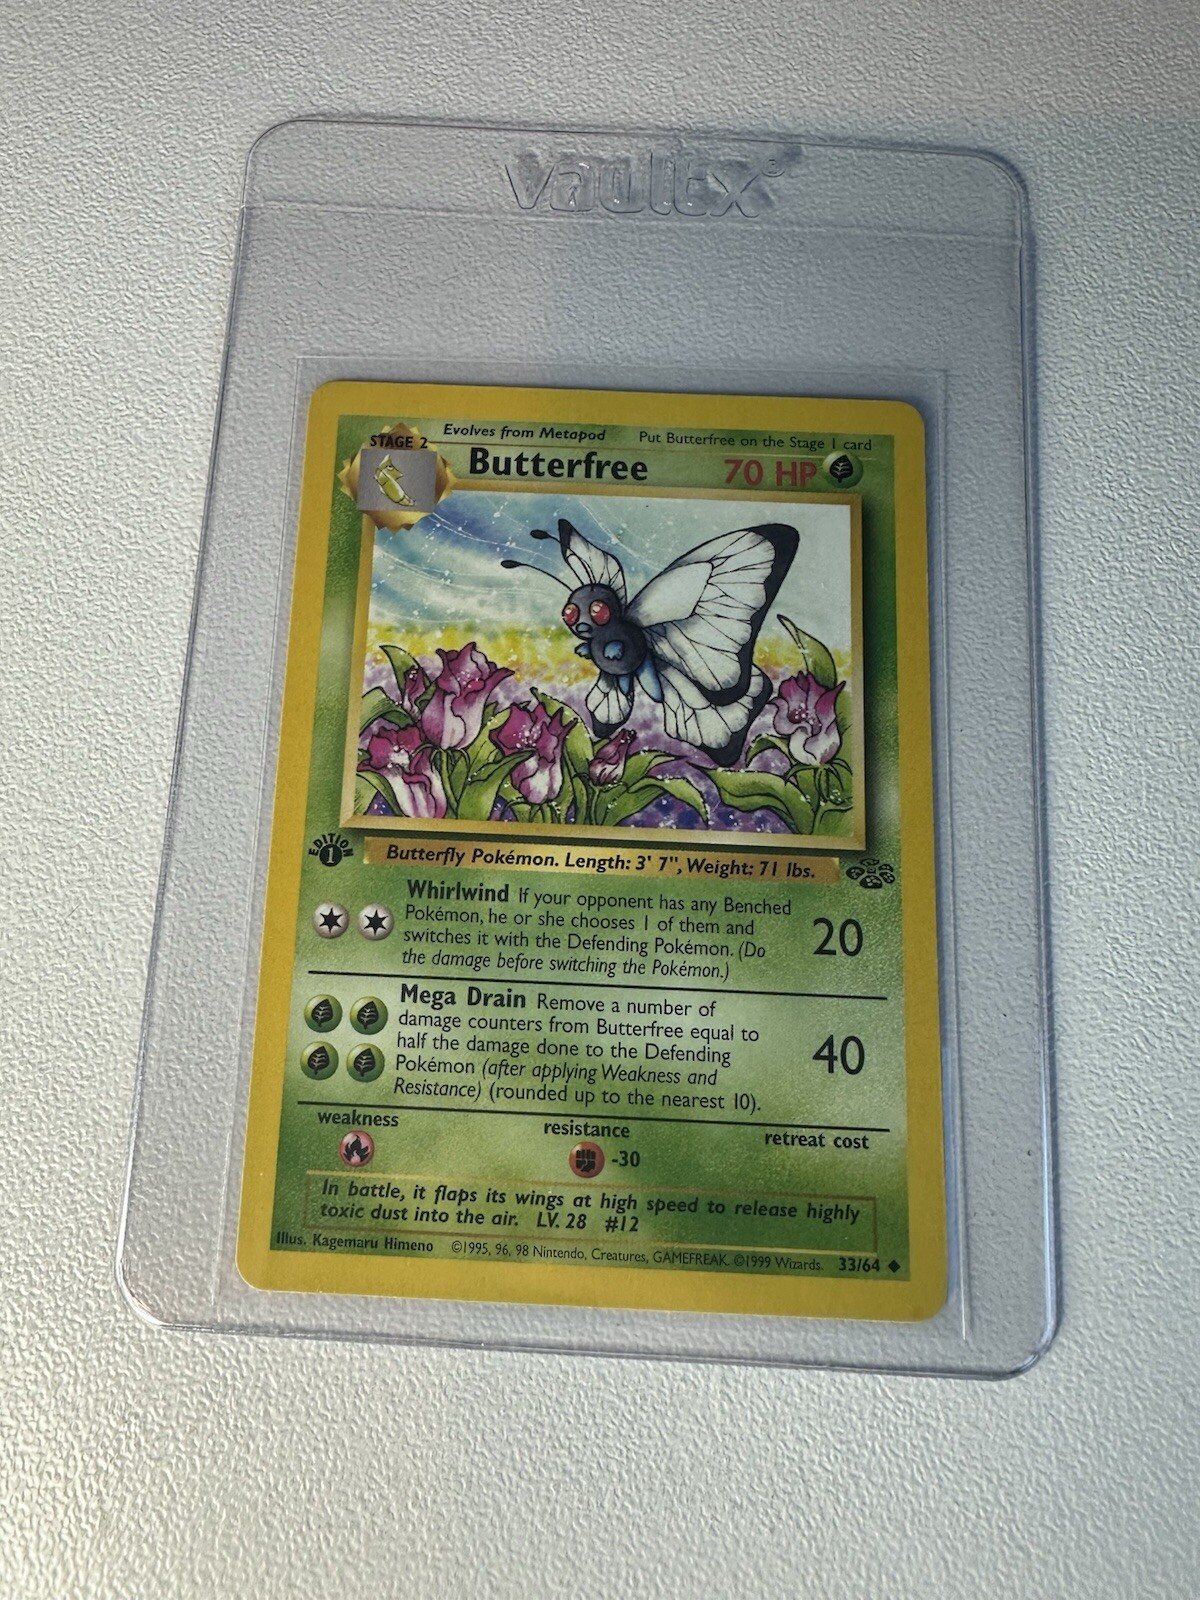 vaultx®
STAGE 2
Evolves from Metapod
Put Butterfree on the Stage 1 card
Butterfree
70 HP
EDITION
1
Butterfly Pokémon. Length: 3' 7", Weight: 71 lbs.
Whirlwind If your opponent has any Benched
Pokémon, he or she chooses 1 of them and
switches it with the Defending Pokémon. (Do
the damage before switching the Pokémon.)
20
Mega Drain Remove a number of
damage counters from Butterfree equal to
half the damage done to the Defending
Pokémon (after applying Weakness and
Resistance) (rounded up to the nearest 10).
40
weakness
resistance
retreat cost
-30
In battle, it flaps its wings at high speed to release highly
toxic dust into the air. LV. 28 #12
Illus. Kagemaru Himeno
©1995, 96, 98 Nintendo, Creatures, GAMEFREAK. ©1999 Wizards.
33/64 ◆